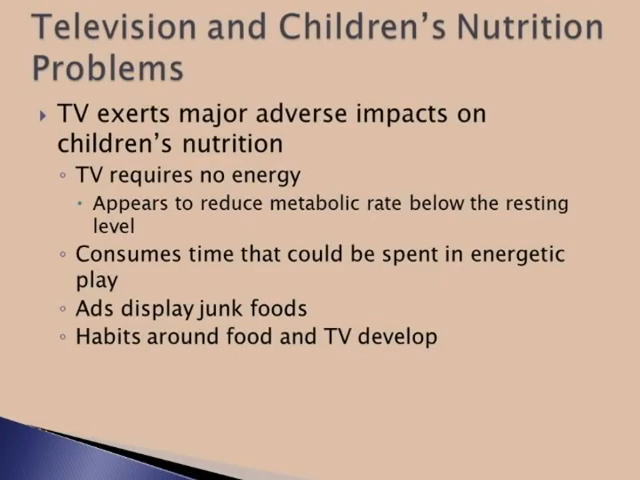 Television and Children's Nutrition
Problems
TV exerts major adverse impacts on
children's nutrition
TV requires no energy
Appears to reduce metabolic rate below the resting
level
Consumes time that could be spent in energetic
play
Ads display junk foods
Habits around food and TV develop